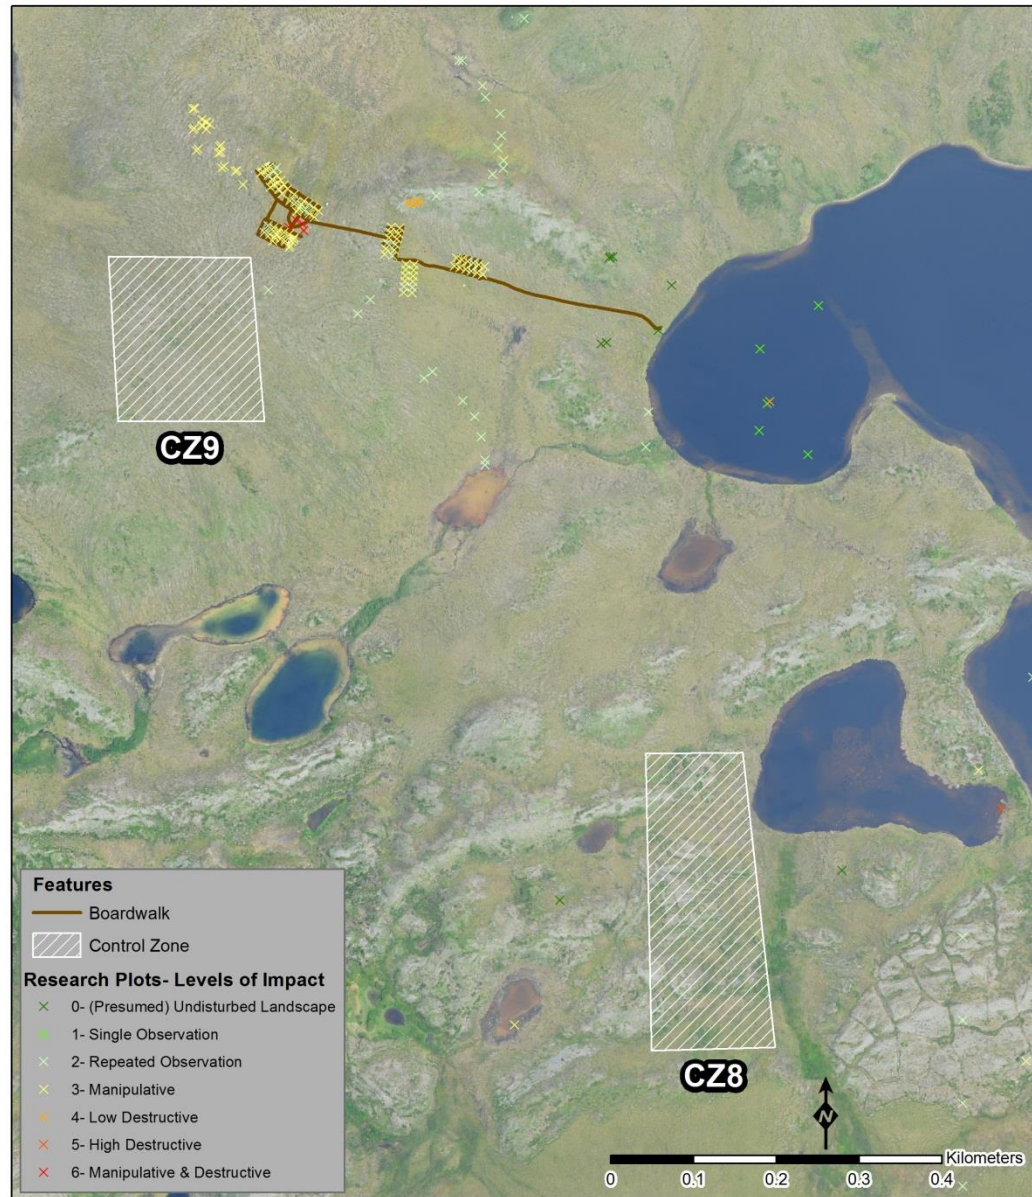 CZ9
Features
Boardwalk
Control Zone
Research Plots- Levels of Impact
0- (Presumed) Undisturbed Landscape
1- Single Observation
2- Repeated Observation
3- Manipulative
4- Low Destructive
5- High Destructive
6- Manipulative & Destructive
CZ8
N
Kilometers
0 0.1 0.2 0.4